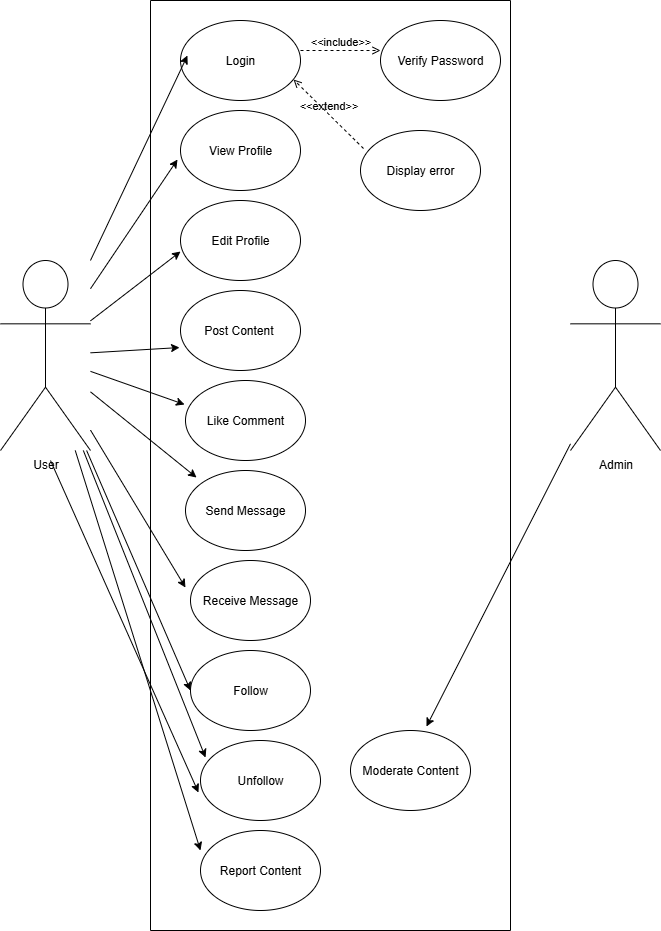 Login
<<include>>
Verify Password
<<extend>>
View Profile
Display error
Edit Profile
Post Content
Like Comment
User
Admin
Send Message
Receive Message
Follow
Unfollow
Moderate Content
Report Content